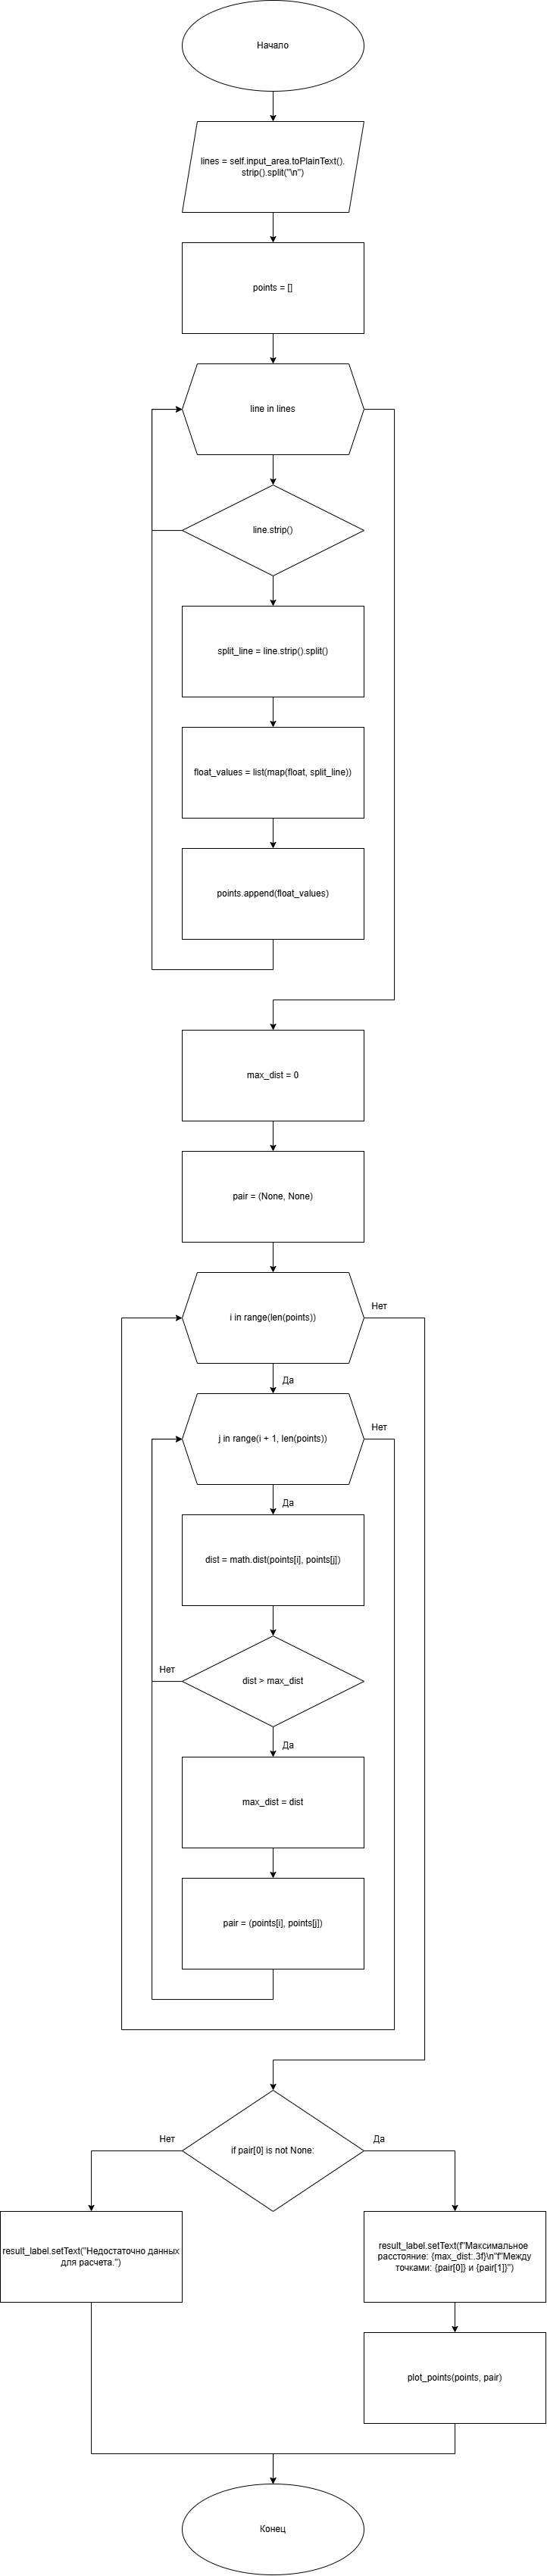 Начало
lines = self.input_area.toPlainText().
strip().split("\n")
points = []
line in lines
line.strip()
split_line = line.strip().split()
float_values = list(map(float, split_line))
points.append(float_values)
max_dist = 0
pair = (None, None)
Нет
i in range(len(points))
Да
Нет
j in range(i + 1, len(points))
Да
dist = math.dist(points[i], points[j])
Нет
dist > max_dist
Да
max_dist = dist
pair = (points[i], points[j])
Нет
Да
if pair[0] is not None:
result_label.setText("Недостаточно данных
для расчета.")
result_label.setText(f"Максимальное
расстояние: {max_dist:.3f}\n"f"Между
точками: {pair[0]} и {pair[1]}")
plot_points(points, pair)
Конец